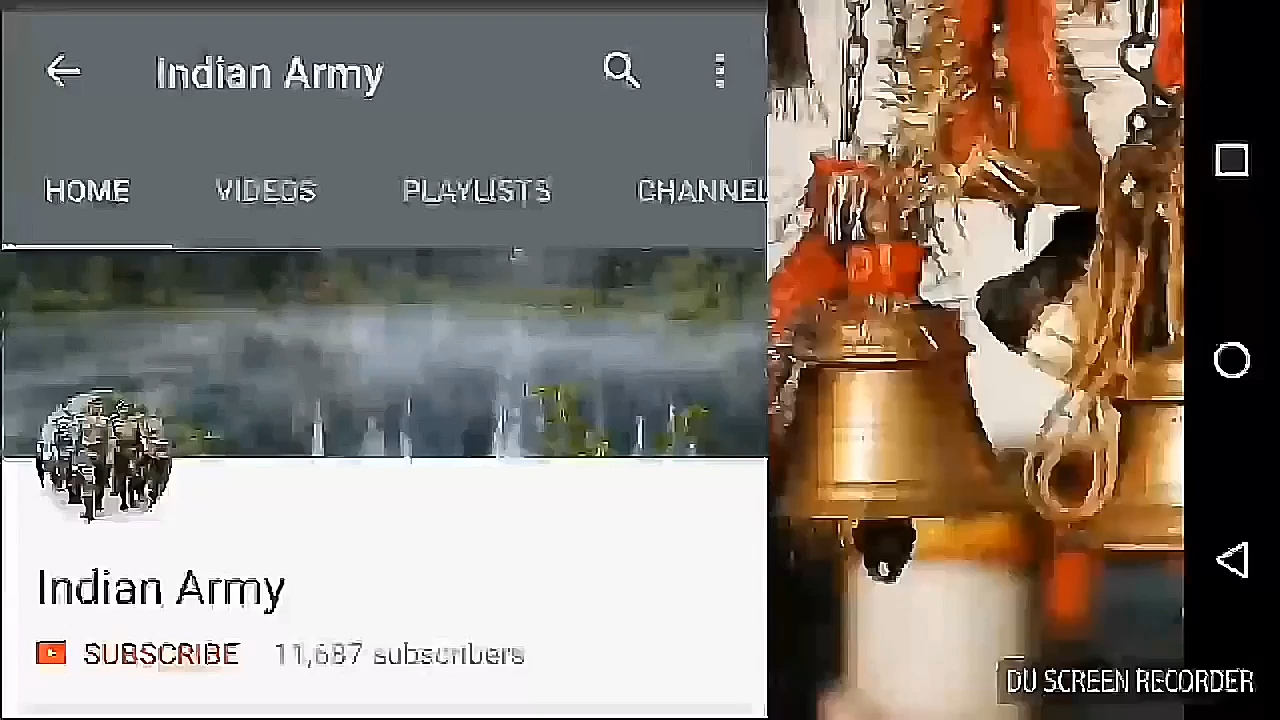 Indian Army
HOME VIDEOS PLAYLISTS CHANNEL
Indian Army
SUBSCRIBE 11,687 subscribers
DU SCREEN RECORDER